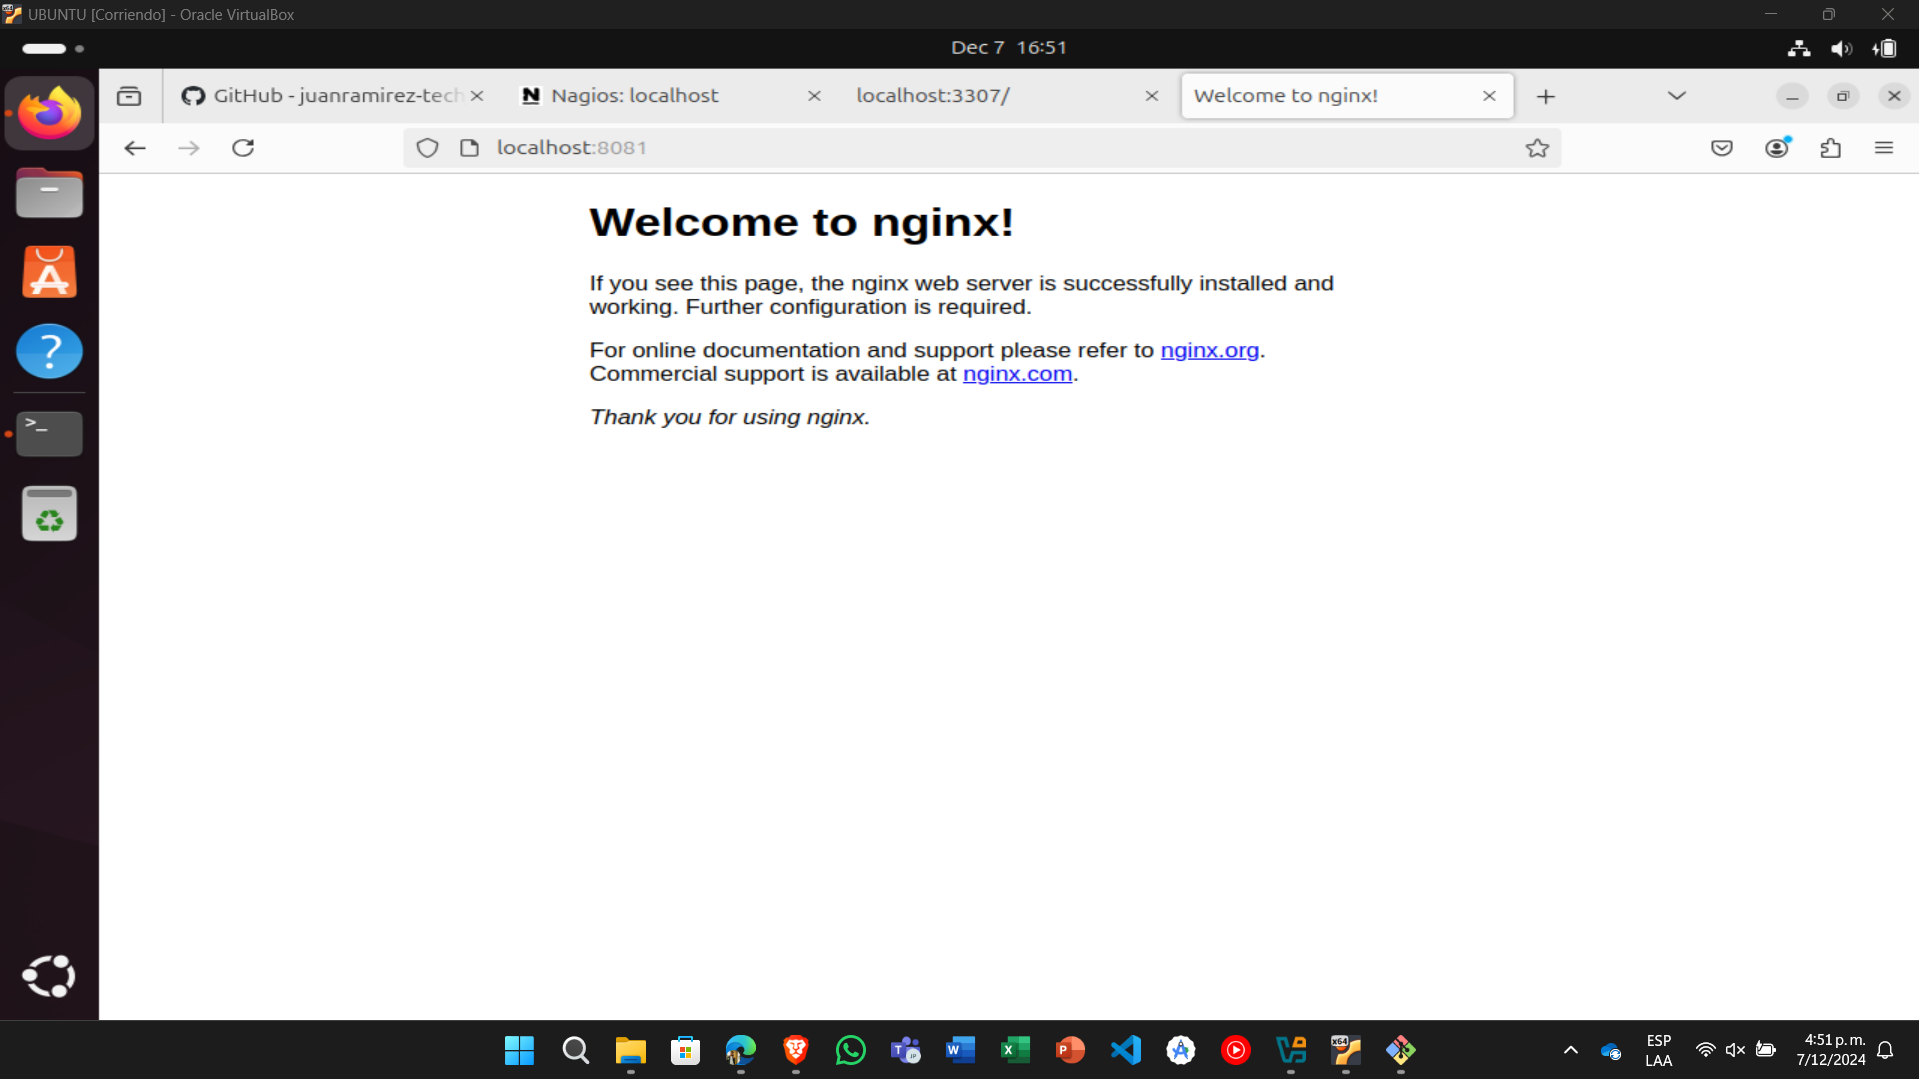 UBUNTU [Corriendo] - Oracle VirtualBox
Dec 7 16:51
GitHub - juanramirez-tech
Nagios: localhost
localhost:3307/
Welcome to nginx!
localhost:8081
Welcome to nginx!
If you see this page, the nginx web server is successfully installed and
working. Further configuration is required.
For online documentation and support please refer to nginx.org.
Commercial support is available at nginx.com.
Thank you for using nginx.
ESP
LAA
4:51 p. m.
7/12/2024